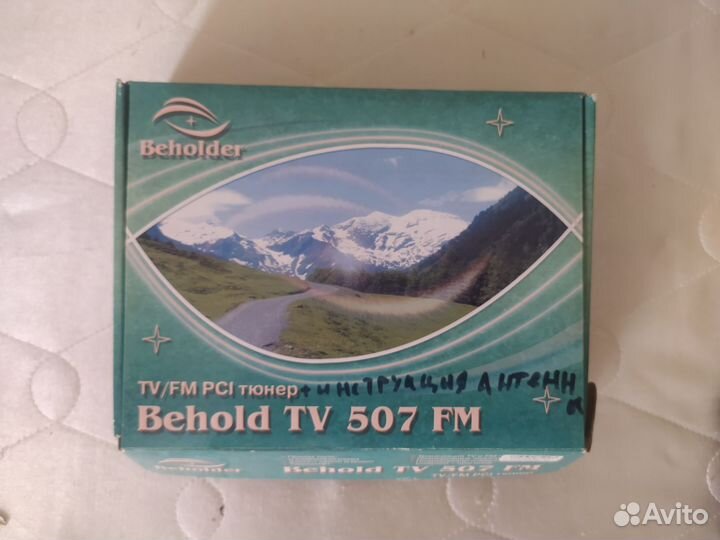 Beholder
TV/FM PCI тюнер + инструкция антенн
а
Behold TV 507 FM
Beholder
Behold TV 507 FM
TV/FM PCI тюнер
Avito